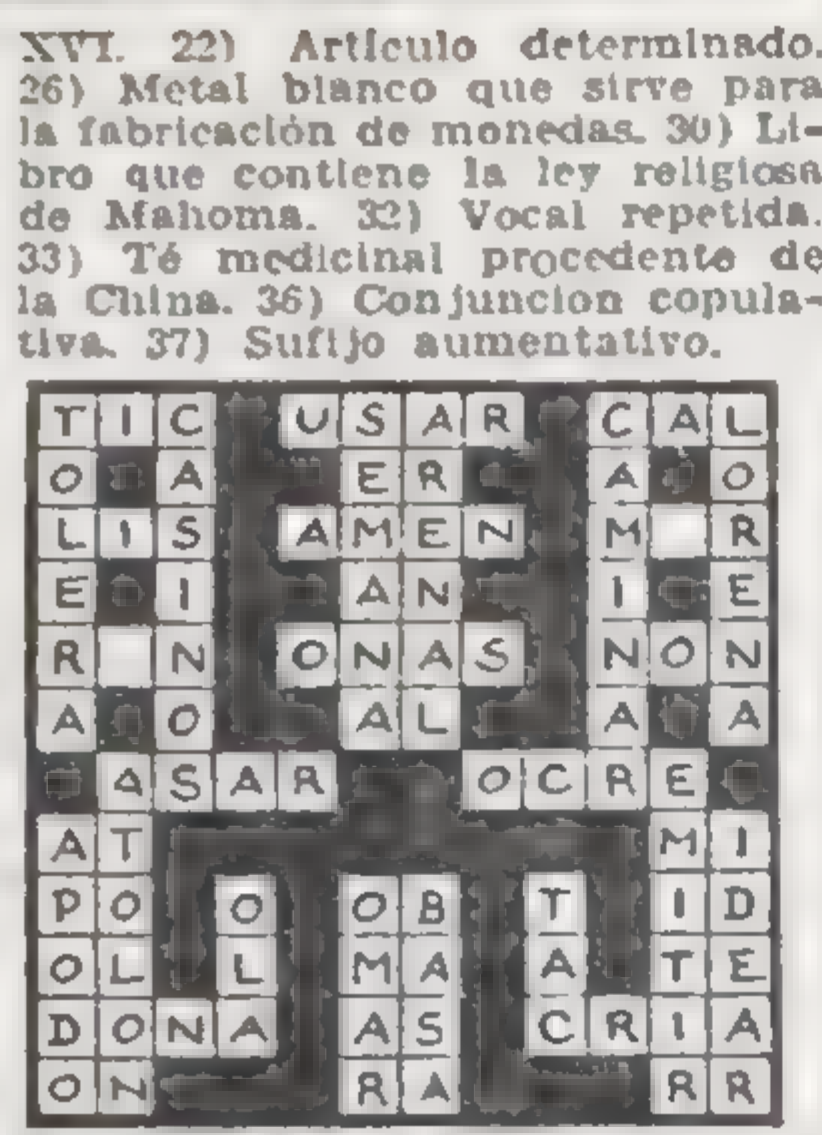 XVI. 22) Artículo determinado.
26) Metal blanco que sirve para
la fabricación de monedas. 30) Li-
bro que contiene la ley religiosa
de Mahoma. 32) Vocal repetida.
33) Té medicinal procedente de
la China. 36) Conjuncion copula-
tiva. 37) Sufijo aumentativo.
T I C U S A R C A L
O A E R A O
L I S A M E N M R
E I A N I E
R N O N A S N O N
A O A L A A
A S A R O C R E
A T M I
P O O O B T I D
O L L M A A T E
D O N A A S C R I A
O N R A R R